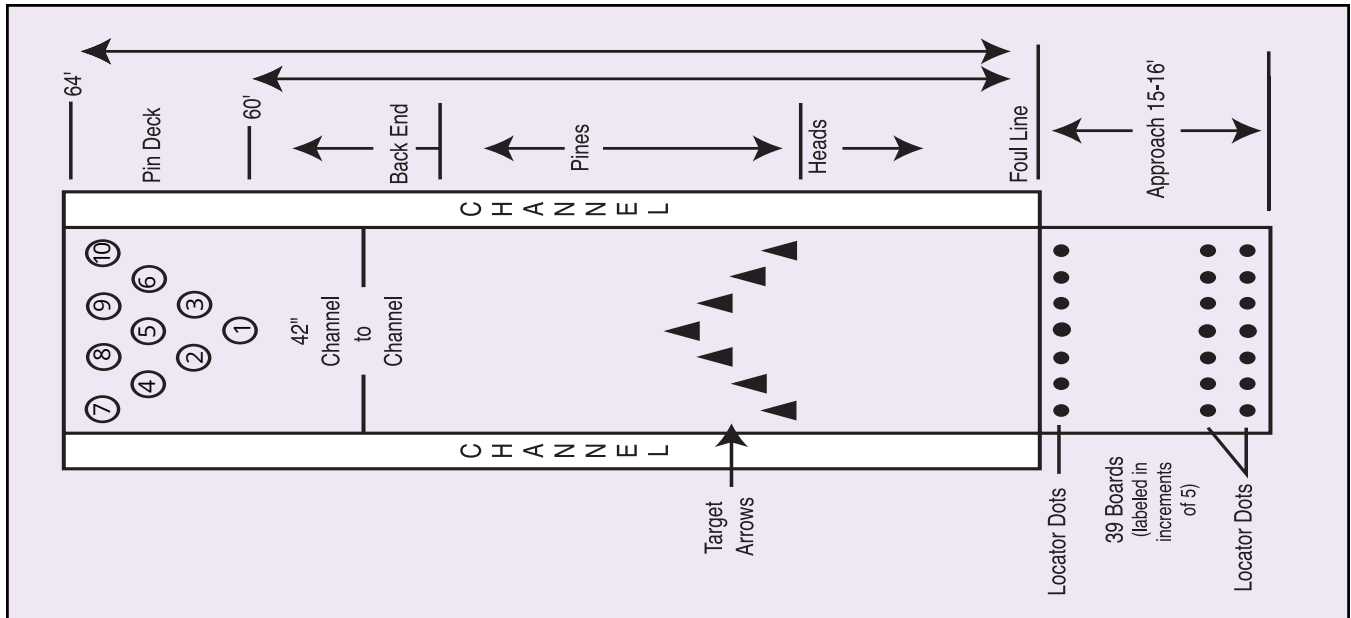 64'
Pin Deck
60'
Back End
Pines
Heads
Foul Line
Approach 15-16'
CHANNEL
10
6
9
3
5
1
8
2
4
7
42"
Channel
to
Channel
CHANNEL
Target
Arrows
Locator Dots
39 Boards
(labeled in
increments
of 5)
Locator Dots